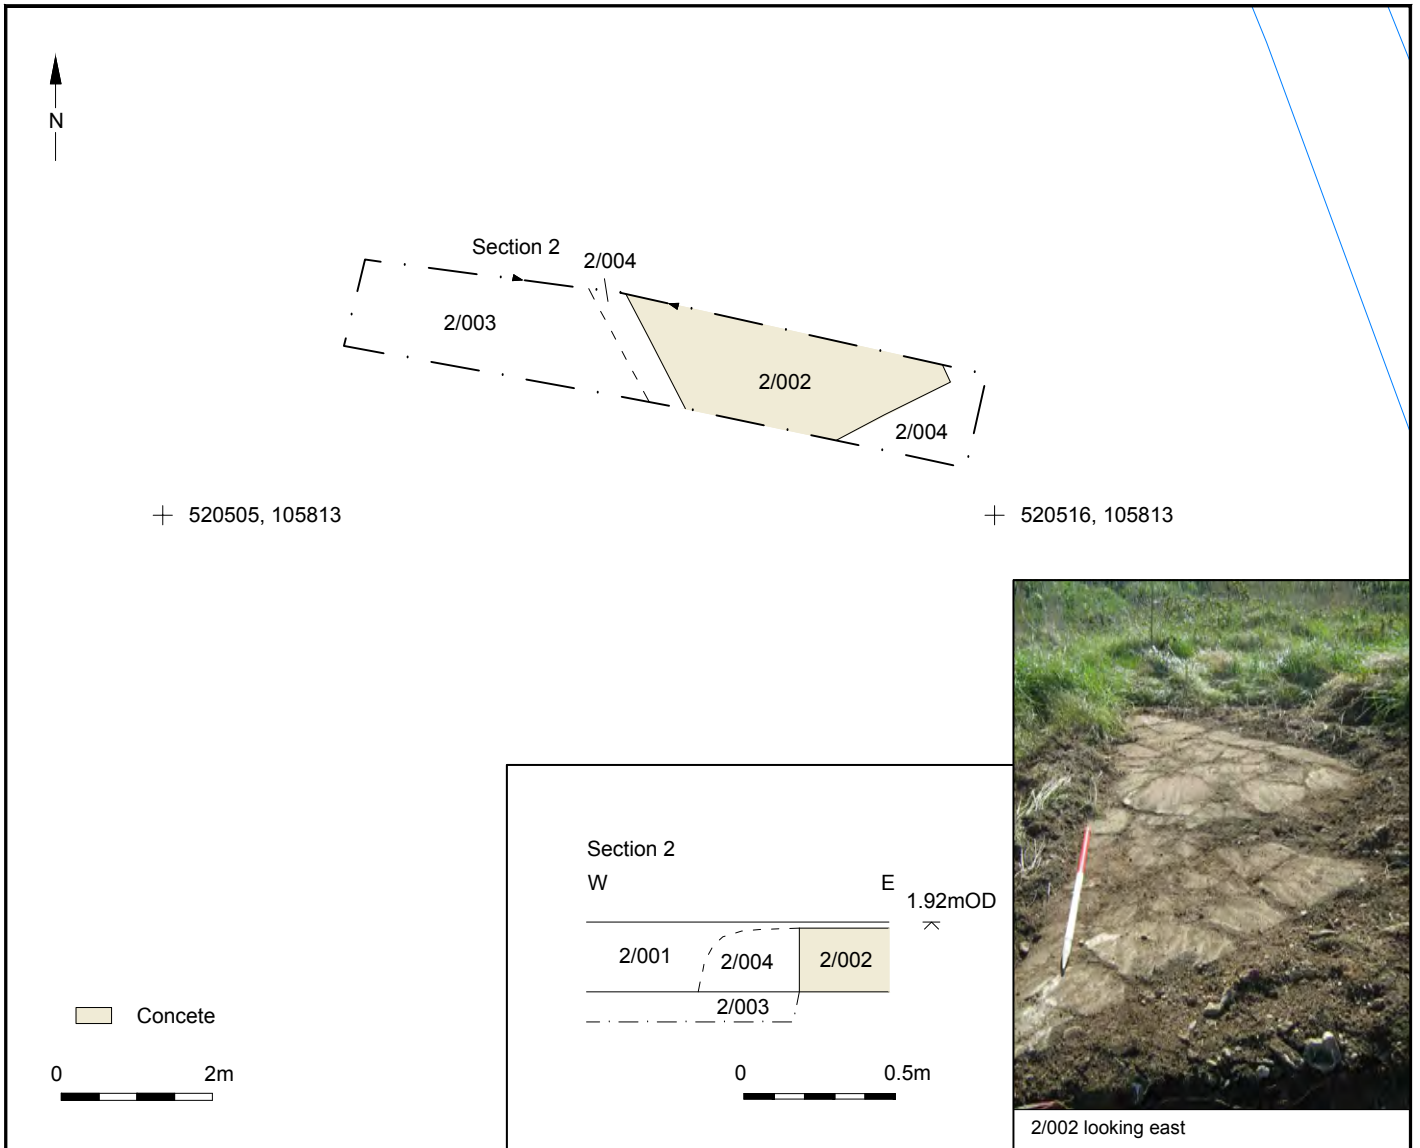 N
Section 2
2/004
2/003
2/002
2/004
520505, 105813
520516, 105813
Section 2
W E
1.92mOD
2/001 2/004 2/002
2/003
Concete
0 2m
0 0.5m
2/002 looking east